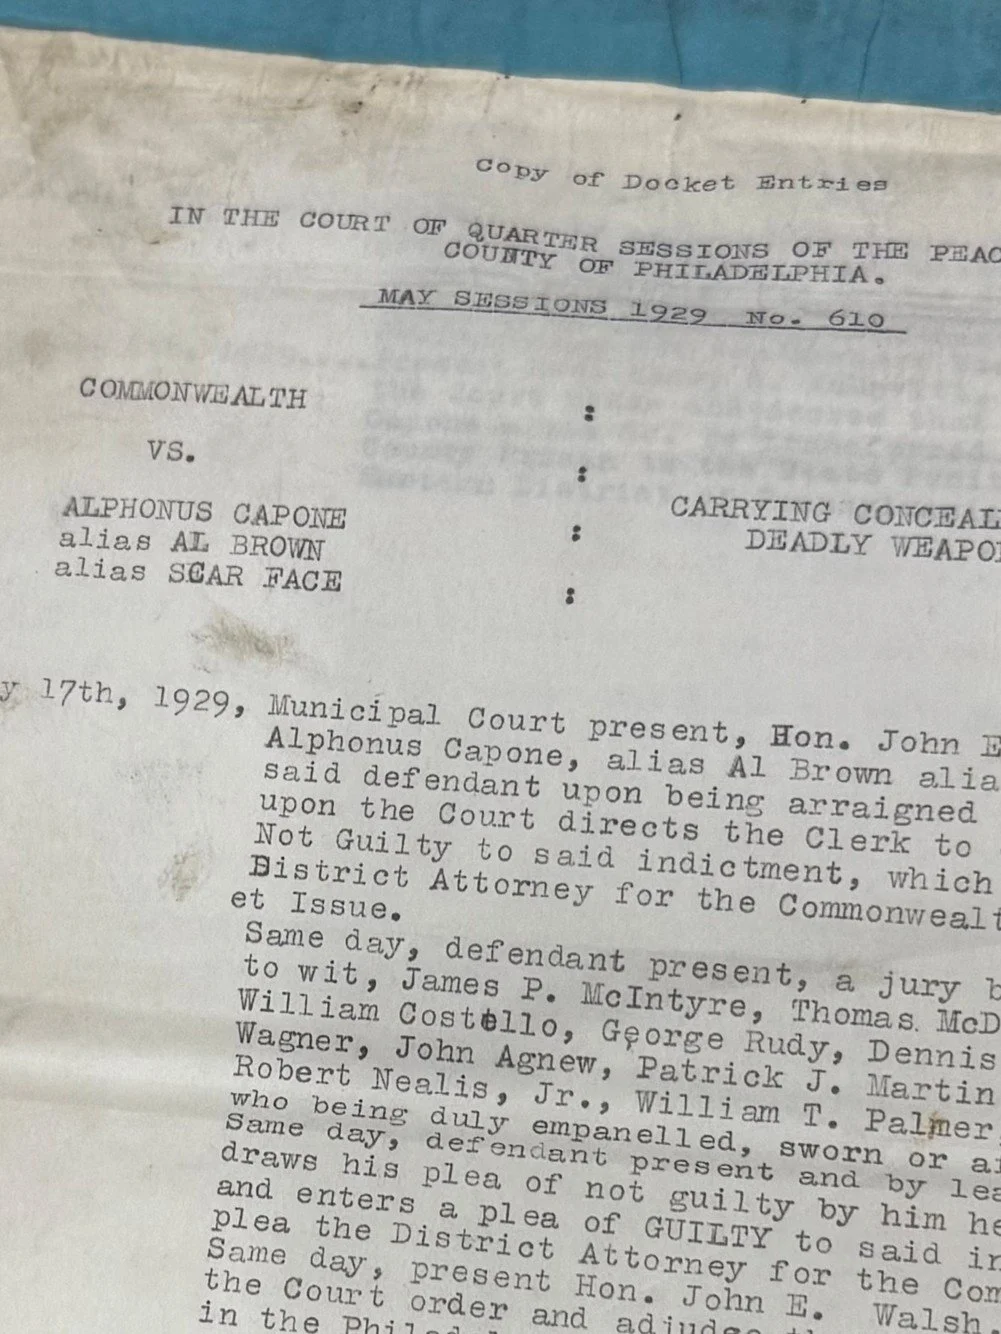 Copy of Docket Entries
IN THE COURT OF QUARTER SESSIONS OF THE PEAC
COUNTY OF PHILADELPHIA.
MAY SESSIONS 1929 No. 610
COMMONWEALTH :
VS. :
ALPHONUS CAPONE : CARRYING CONCEAL
alias AL BROWN DEADLY WEAPO
alias SCAR FACE :
y 17th, 1929, Municipal Court present, Hon. John E
Alphonus Capone, alias Al Brown alia
said defendant upon being arraigned
upon the Court directs the Clerk to
Not Guilty to said indictment, which
District Attorney for the Commonwealt
et Issue.
Same day, defendant present, a jury b
to wit, James P. McIntyre, Thomas McD
William Costello, George Rudy, Dennis
Wagner, John Agnew, Patrick J. Martin
Robert Nealis, Jr., William T. Palmer
who being duly empanelled, sworn or af
Same day, defendant present and by lea
draws his plea of not guilty by him he
and enters a plea of GUILTY to said in
plea the District Attorney for the Com
Same day, present Hon. John E. Walsh,
the Court order and adjudge
in the